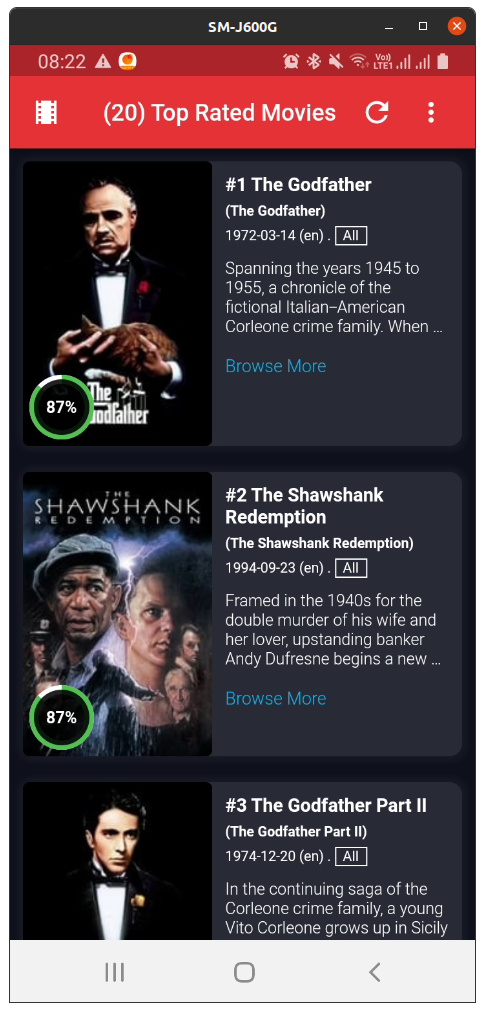 SM-J600G
08:22
Vo))
LTE1
(20) Top Rated Movies
#1 The Godfather
(The Godfather)
1972-03-14 (en) . All
Spanning the years 1945 to
1955, a chronicle of the
fictional Italian–American
Corleone crime family. When ...
Browse More
The
Godfather
87%
#2 The Shawshank
Redemption
(The Shawshank Redemption)
1994-09-23 (en) . All
Framed in the 1940s for the
double murder of his wife and
her lover, upstanding banker
Andy Dufresne begins a new ...
Browse More
THE
SHAWSHANK
REDEMPTION
87%
#3 The Godfather Part II
(The Godfather Part II)
1974-12-20 (en) . All
In the continuing saga of the
Corleone crime family, a young
Vito Corleone grows up in Sicily